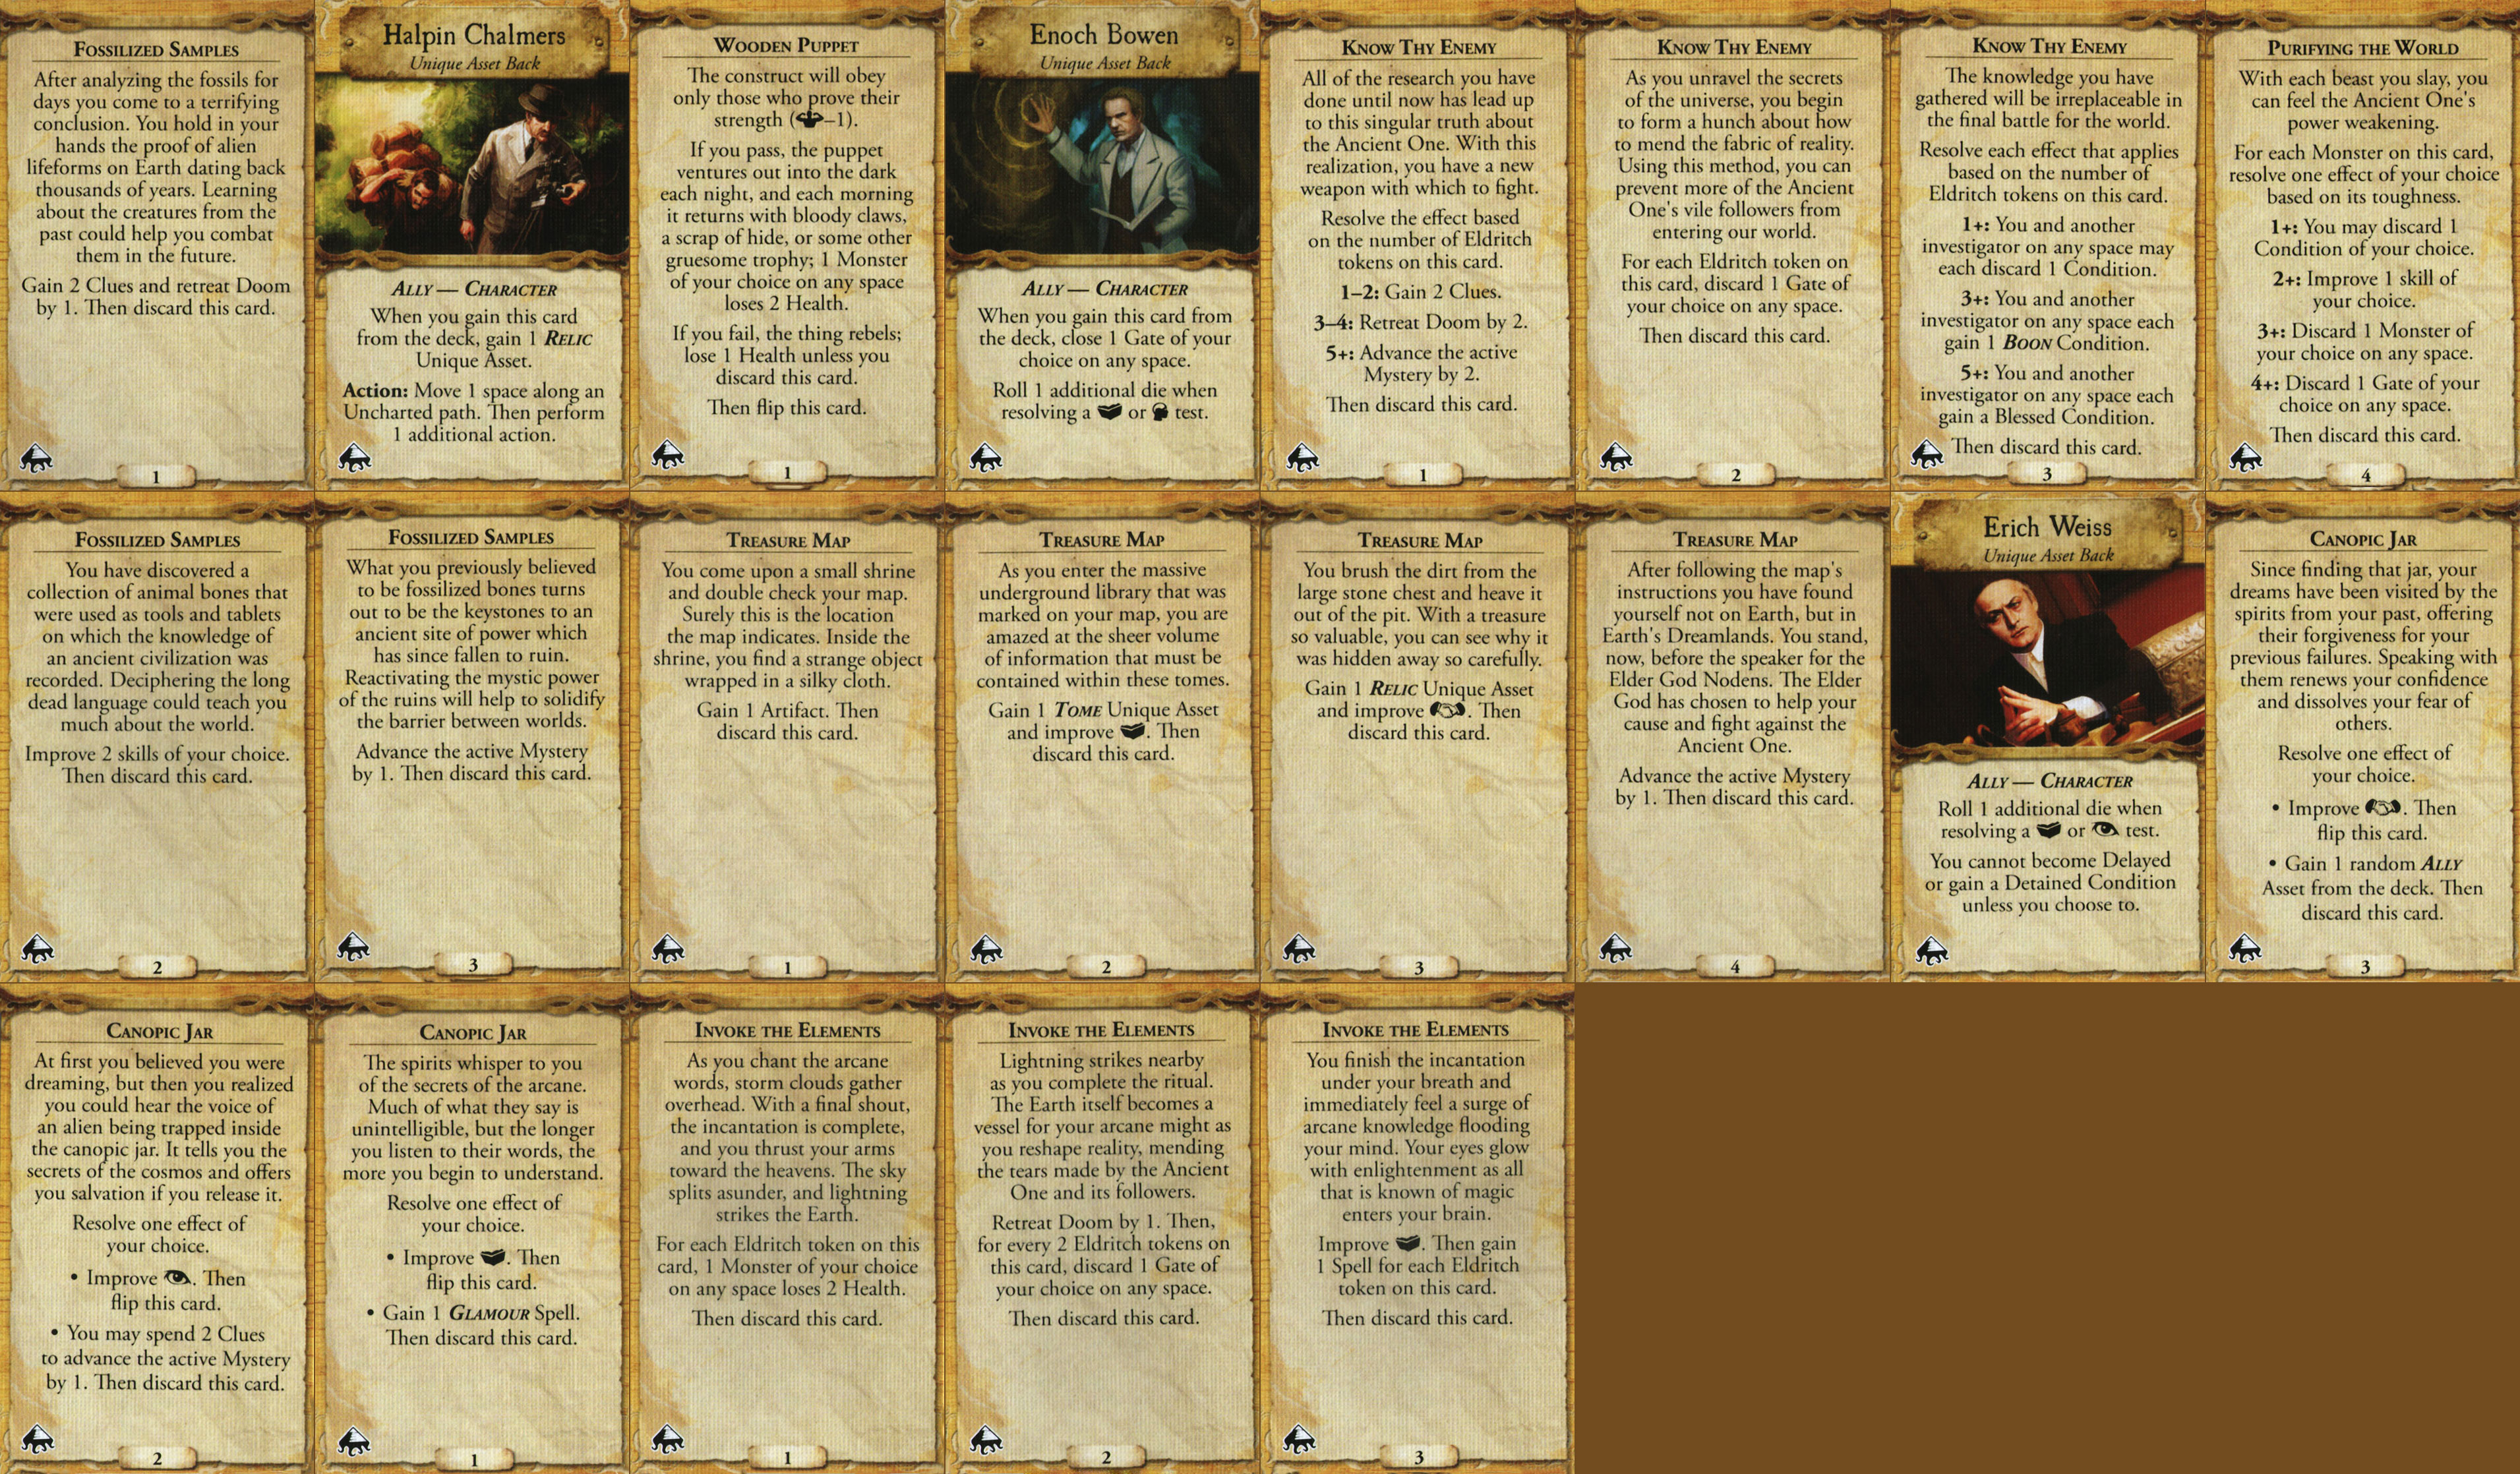 FOSSILIZED SAMPLES
After analyzing the fossils for
days you come to a terrifying
conclusion. You hold in your
hands the proof of alien
lifeforms on Earth dating back
thousands of years. Learning
about the creatures from the
past could help you combat
them in the future.
Gain 2 Clues and retreat Doom
by 1. Then discard this card.
1
Halpin Chalmers
Unique Asset Back
ALLY — CHARACTER
When you gain this card
from the deck, gain 1 RELIC
Unique Asset.
Action: Move 1 space along an
Uncharted path. Then perform
1 additional action.
WOODEN PUPPET
The construct will obey
only those who prove their
strength (–1).
If you pass, the puppet
ventures out into the dark
each night, and each morning
it returns with bloody claws,
a scrap of hide, or some other
gruesome trophy; 1 Monster
of your choice on any space
loses 2 Health.
If you fail, the thing rebels;
lose 1 Health unless you
discard this card.
Then flip this card.
1
Enoch Bowen
Unique Asset Back
ALLY — CHARACTER
When you gain this card from
the deck, close 1 Gate of your
choice on any space.
Roll 1 additional die when
resolving a or test.
KNOW THY ENEMY
All of the research you have
done until now has lead up
to this singular truth about
the Ancient One. With this
realization, you have a new
weapon with which to fight.
Resolve the effect based
on the number of Eldritch
tokens on this card.
1–2: Gain 2 Clues.
3–4: Retreat Doom by 2.
5+: Advance the active
Mystery by 2.
Then discard this card.
1
KNOW THY ENEMY
As you unravel the secrets
of the universe, you begin
to form a hunch about how
to mend the fabric of reality.
Using this method, you can
prevent more of the Ancient
One's vile followers from
entering our world.
For each Eldritch token on
this card, discard 1 Gate of
your choice on any space.
Then discard this card.
2
KNOW THY ENEMY
The knowledge you have
gathered will be irreplaceable in
the final battle for the world.
Resolve each effect that applies
based on the number of
Eldritch tokens on this card.
1+: You and another
investigator on any space may
each discard 1 Condition.
3+: You and another
investigator on any space each
gain 1 BOON Condition.
5+: You and another
investigator on any space each
gain a Blessed Condition.
Then discard this card.
3
PURIFYING THE WORLD
With each beast you slay, you
can feel the Ancient One's
power weakening.
For each Monster on this card,
resolve one effect of your choice
based on its toughness.
1+: You may discard 1
Condition of your choice.
2+: Improve 1 skill of
your choice.
3+: Discard 1 Monster of
your choice on any space.
4+: Discard 1 Gate of your
choice on any space.
Then discard this card.
4
FOSSILIZED SAMPLES
You have discovered a
collection of animal bones that
were used as tools and tablets
on which the knowledge of
an ancient civilization was
recorded. Deciphering the long
dead language could teach you
much about the world.
Improve 2 skills of your choice.
Then discard this card.
2
FOSSILIZED SAMPLES
What you previously believed
to be fossilized bones turns
out to be the keystones to an
ancient site of power which
has since fallen to ruin.
Reactivating the mystic power
of the ruins will help to solidify
the barrier between worlds.
Advance the active Mystery
by 1. Then discard this card.
3
TREASURE MAP
You come upon a small shrine
and double check your map.
Surely this is the location
the map indicates. Inside the
shrine, you find a strange object
wrapped in a silky cloth.
Gain 1 Artifact. Then
discard this card.
1
TREASURE MAP
As you enter the massive
underground library that was
marked on your map, you are
amazed at the sheer volume
of information that must be
contained within these tomes.
Gain 1 TOME Unique Asset
and improve . Then
discard this card.
2
TREASURE MAP
You brush the dirt from the
large stone chest and heave it
out of the pit. With a treasure
so valuable, you can see why it
was hidden away so carefully.
Gain 1 RELIC Unique Asset
and improve . Then
discard this card.
3
TREASURE MAP
After following the map's
instructions you have found
yourself not on Earth, but in
Earth's Dreamlands. You stand,
now, before the speaker for the
Elder God Nodens. The Elder
God has chosen to help your
cause and fight against the
Ancient One.
Advance the active Mystery
by 1. Then discard this card.
4
Erich Weiss
Unique Asset Back
ALLY — CHARACTER
Roll 1 additional die when
resolving a or test.
You cannot become Delayed
or gain a Detained Condition
unless you choose to.
CANOPIC JAR
Since finding that jar, your
dreams have been visited by the
spirits from your past, offering
their forgiveness for your
previous failures. Speaking with
them renews your confidence
and dissolves your fear of
others.
Resolve one effect of
your choice.
• Improve . Then
flip this card.
• Gain 1 random ALLY
Asset from the deck. Then
discard this card.
3
CANOPIC JAR
At first you believed you were
dreaming, but then you realized
you could hear the voice of
an alien being trapped inside
the canopic jar. It tells you the
secrets of the cosmos and offers
you salvation if you release it.
Resolve one effect of
your choice.
• Improve . Then
flip this card.
• You may spend 2 Clues
to advance the active Mystery
by 1. Then discard this card.
2
CANOPIC JAR
The spirits whisper to you
of the secrets of the arcane.
Much of what they say is
unintelligible, but the longer
you listen to their words, the
more you begin to understand.
Resolve one effect of
your choice.
• Improve . Then
flip this card.
• Gain 1 GLAMOUR Spell.
Then discard this card.
1
INVOKE THE ELEMENTS
As you chant the arcane
words, storm clouds gather
overhead. With a final shout,
the incantation is complete,
and you thrust your arms
toward the heavens. The sky
splits asunder, and lightning
strikes the Earth.
For each Eldritch token on this
card, 1 Monster of your choice
on any space loses 2 Health.
Then discard this card.
1
INVOKE THE ELEMENTS
Lightning strikes nearby
as you complete the ritual.
The Earth itself becomes a
vessel for your arcane might as
you reshape reality, mending
the tears made by the Ancient
One and its followers.
Retreat Doom by 1. Then,
for every 2 Eldritch tokens on
this card, discard 1 Gate of
your choice on any space.
Then discard this card.
2
INVOKE THE ELEMENTS
You finish the incantation
under your breath and
immediately feel a surge of
arcane knowledge flooding
your mind. Your eyes glow
with enlightenment as all
that is known of magic
enters your brain.
Improve . Then gain
1 Spell for each Eldritch
token on this card.
Then discard this card.
3